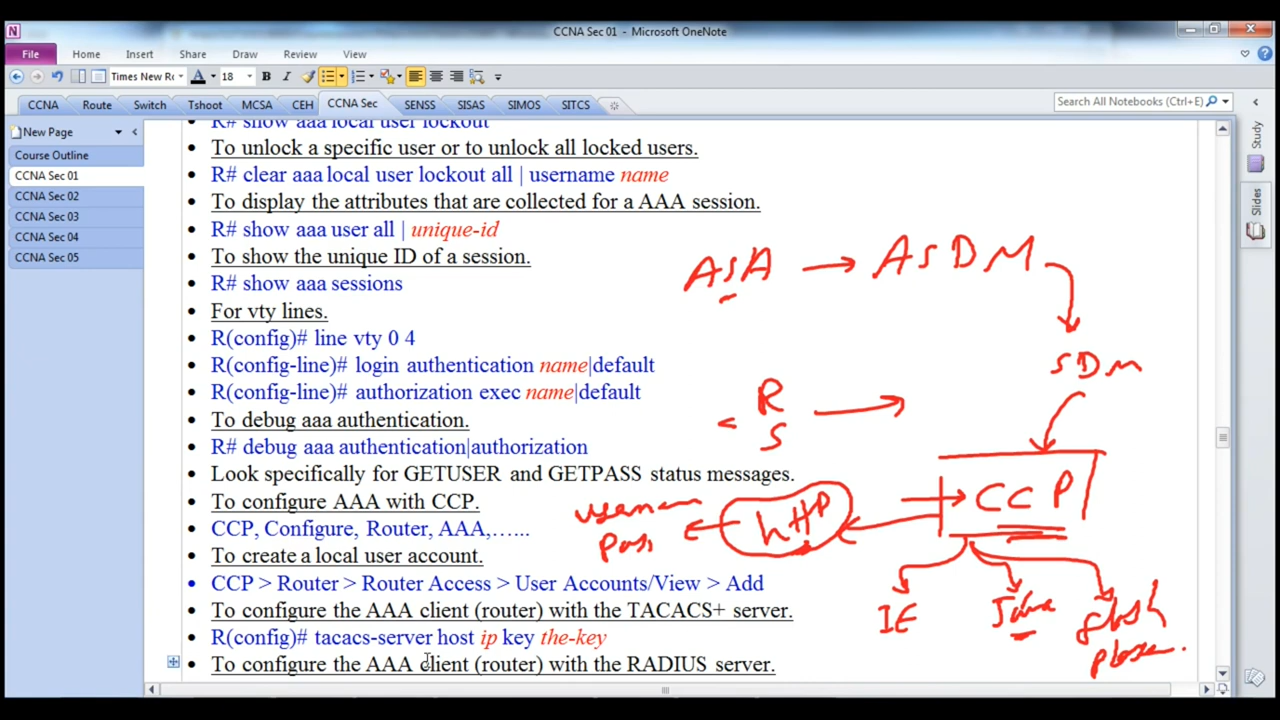 CCNA Sec 01 - Microsoft OneNote
File Home Insert Share Draw Review View
Times New Ro 18 B I A
CCNA Route Switch Tshoot MCSA CEH CCNA Sec SENSS SISAS SIMOS SITCS
Search All Notebooks (Ctrl+E)
New Page
Course Outline
CCNA Sec 01
CCNA Sec 02
CCNA Sec 03
CCNA Sec 04
CCNA Sec 05
Study
Slides
R# show aaa local user lockout
• To unlock a specific user or to unlock all locked users.
• R# clear aaa local user lockout all | username name
• To display the attributes that are collected for a AAA session.
• R# show aaa user all | unique-id
• To show the unique ID of a session.
• R# show aaa sessions
• For vty lines.
• R(config)# line vty 0 4
• R(config-line)# login authentication name|default
• R(config-line)# authorization exec name|default
• To debug aaa authentication.
• R# debug aaa authentication|authorization
• Look specifically for GETUSER and GETPASS status messages.
• To configure AAA with CCP.
• CCP, Configure, Router, AAA,…...
• To create a local user account.
• CCP > Router > Router Access > User Accounts/View > Add
• To configure the AAA client (router) with the TACACS+ server.
R(config)# tacacs-server host ip key the-key
• To configure the AAA client (router) with the RADIUS server.
ASA → ASDM
SDM
R
S
CCP
HTTP
Pass
IE